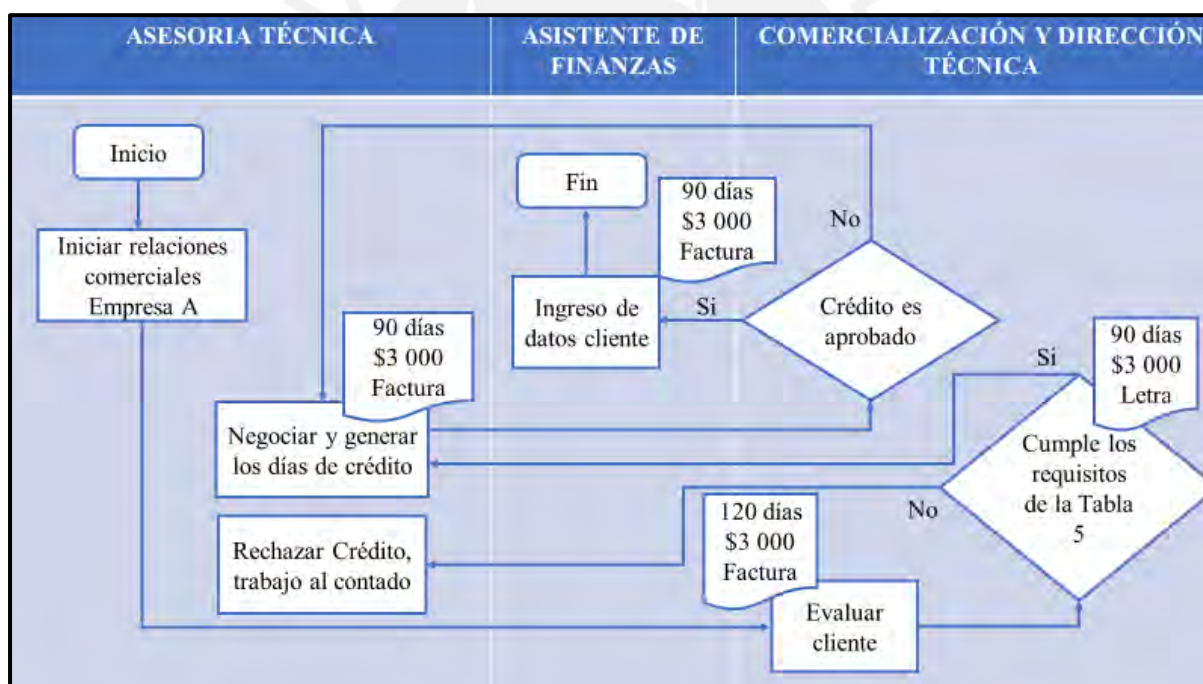 ASESORIA TÉCNICA
ASISTENTE DE
FINANZAS
COMERCIALIZACIÓN Y DIRECCIÓN
TÉCNICA
Inicio
Iniciar relaciones
comerciales
Empresa A
Fin
90 días
$3 000
Factura
No
Ingreso de
datos cliente
Si
Crédito es
aprobado
90 días
$3 000
Factura
Negociar y generar
los días de crédito
Si
90 días
$3 000
Letra
Cumple los
requisitos
de la Tabla
5
No
Rechazar Crédito,
trabajo al contado
120 días
$3 000
Factura
Evaluar
cliente